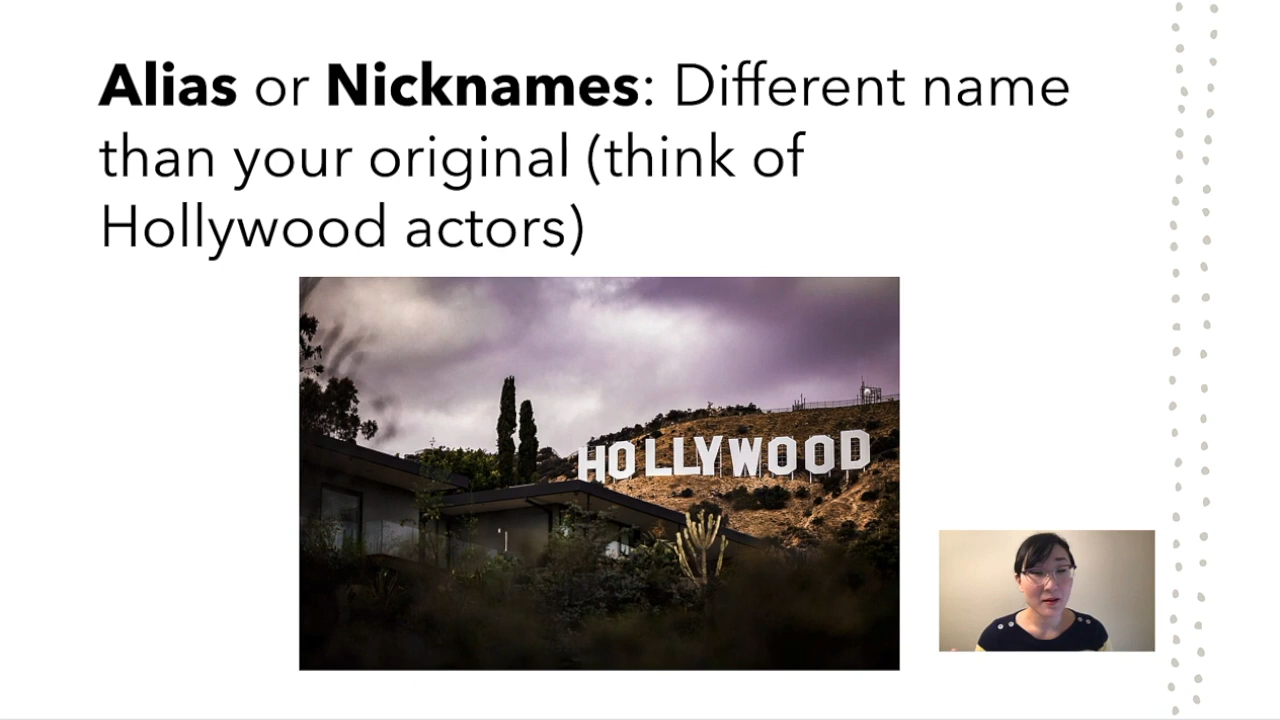 Alias or Nicknames: Different name
than your original (think of
Hollywood actors)
HOLLYWOOD